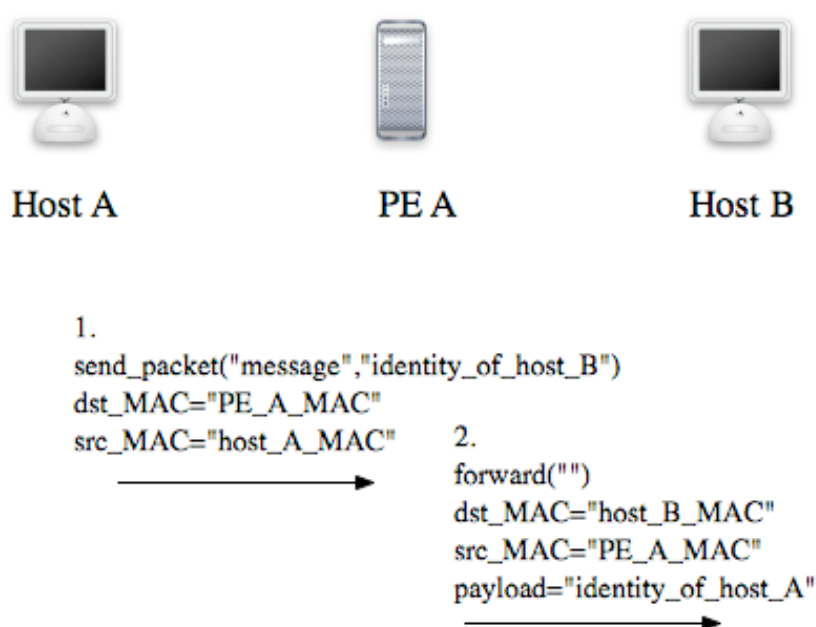 Host A
PE A
Host B
1.
send_packet("message","identity_of_host_B")
dst_MAC="PE_A_MAC"
src_MAC="host_A_MAC"
2.
forward("")
dst_MAC="host_B_MAC"
src_MAC="PE_A_MAC"
payload="identity_of_host_A"